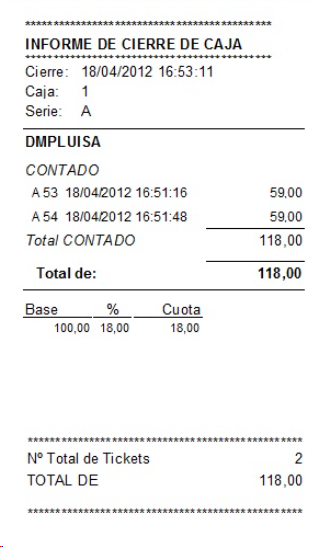 ************************************************
INFORME DE CIERRE DE CAJA
************************************************
Cierre: 18/04/2012 16:53:11
Caja: 1
Serie: A
DMPLUISA
CONTADO
A 53 18/04/2012 16:51:16 59,00
A 54 18/04/2012 16:51:48 59,00
Total CONTADO 118,00
Total de: 118,00
Base % Cuota
100,00 18,00 18,00
************************************************
Nº Total de Tickets 2
TOTAL DE 118,00
************************************************